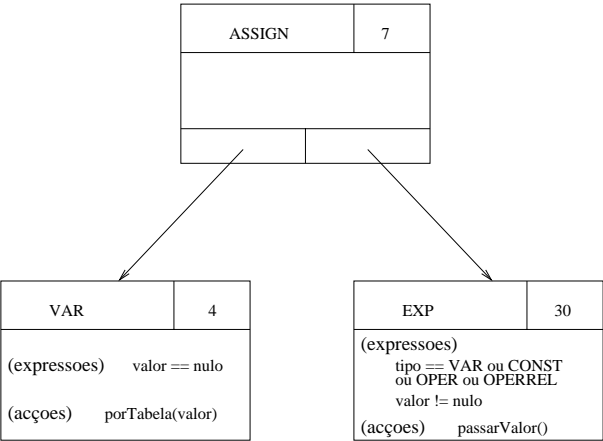 ASSIGN 7
VAR 4
(expressoes) valor == nulo
(acçoes) porTabela(valor)
EXP 30
(expressoes)
tipo == VAR ou CONST
ou OPER ou OPERREL
valor != nulo
(acções) passarValor()